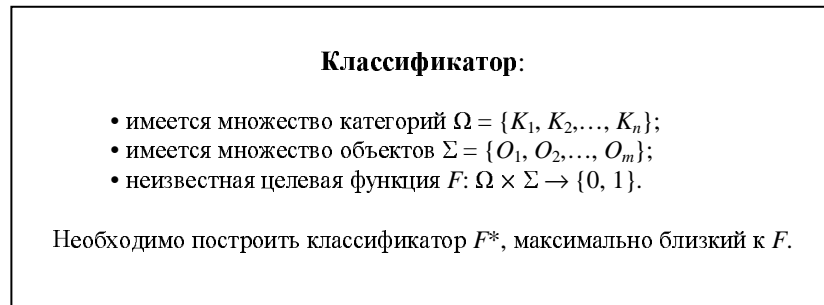 Классификатор:
• имеется множество категорий Ω = {K₁, K₂,…, Kₙ};
• имеется множество объектов Σ = {O₁, O₂,…, Oₘ};
• неизвестная целевая функция F: Ω × Σ → {0, 1}.
Необходимо построить классификатор F*, максимально близкий к F.